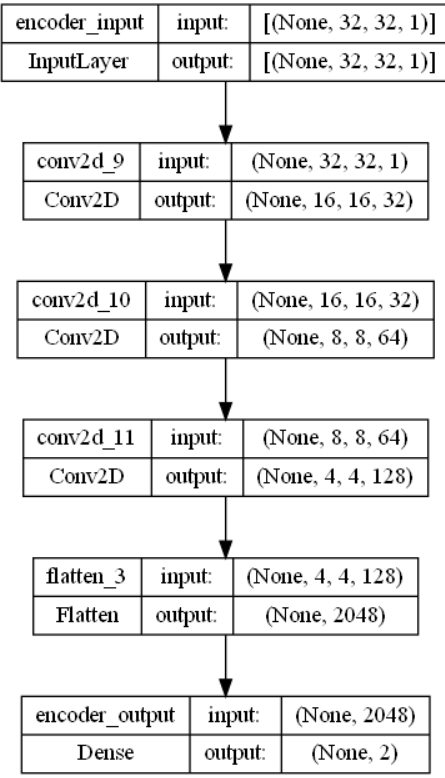 encoder_input input: [(None, 32, 32, 1)]
InputLayer output: [(None, 32, 32, 1)]
conv2d_9 input: (None, 32, 32, 1)
Conv2D output: (None, 16, 16, 32)
conv2d_10 input: (None, 16, 16, 32)
Conv2D output: (None, 8, 8, 64)
conv2d_11 input: (None, 8, 8, 64)
Conv2D output: (None, 4, 4, 128)
flatten_3 input: (None, 4, 4, 128)
Flatten output: (None, 2048)
encoder_output input: (None, 2048)
Dense output: (None, 2)